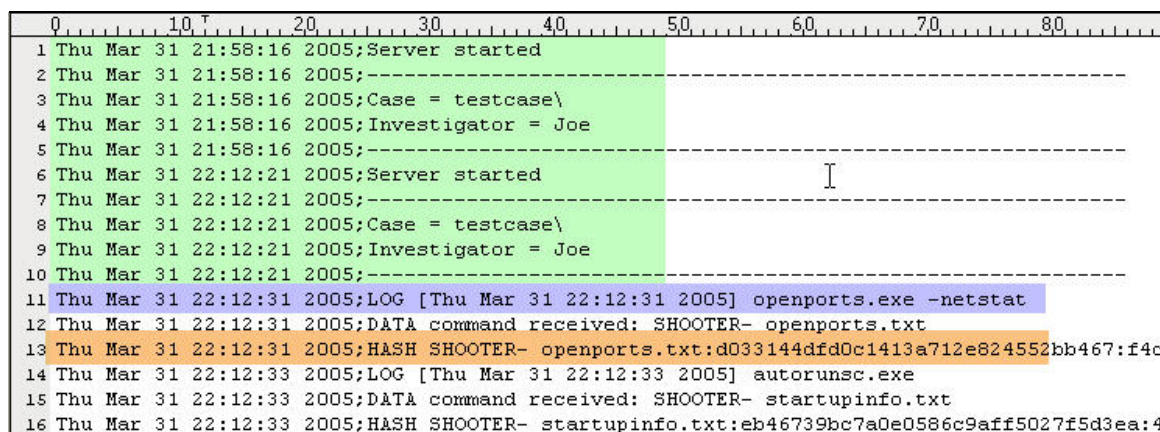 0 10 20 30 40 50 60 70 80
1 Thu Mar 31 21:58:16 2005;Server started
2 Thu Mar 31 21:58:16 2005;---------------------------------------------------------------
3 Thu Mar 31 21:58:16 2005;Case = testcase\
4 Thu Mar 31 21:58:16 2005;Investigator = Joe
5 Thu Mar 31 21:58:16 2005;---------------------------------------------------------------
6 Thu Mar 31 22:12:21 2005;Server started
7 Thu Mar 31 22:12:21 2005;---------------------------------------------------------------
8 Thu Mar 31 22:12:21 2005;Case = testcase\
9 Thu Mar 31 22:12:21 2005;Investigator = Joe
10 Thu Mar 31 22:12:21 2005;---------------------------------------------------------------
11 Thu Mar 31 22:12:31 2005;LOG [Thu Mar 31 22:12:31 2005] openports.exe -netstat
12 Thu Mar 31 22:12:31 2005;DATA command received: SHOOTER- openports.txt
13 Thu Mar 31 22:12:31 2005;HASH SHOOTER- openports.txt:d033144dfd0c1413a712e824552bb467:f4
14 Thu Mar 31 22:12:33 2005;LOG [Thu Mar 31 22:12:33 2005] autorunsc.exe
15 Thu Mar 31 22:12:33 2005;DATA command received: SHOOTER- startupinfo.txt
16 Thu Mar 31 22:12:33 2005;HASH SHOOTER- startupinfo.txt:eb46739bc7a0e0586c9aff5027f5d3ea:4